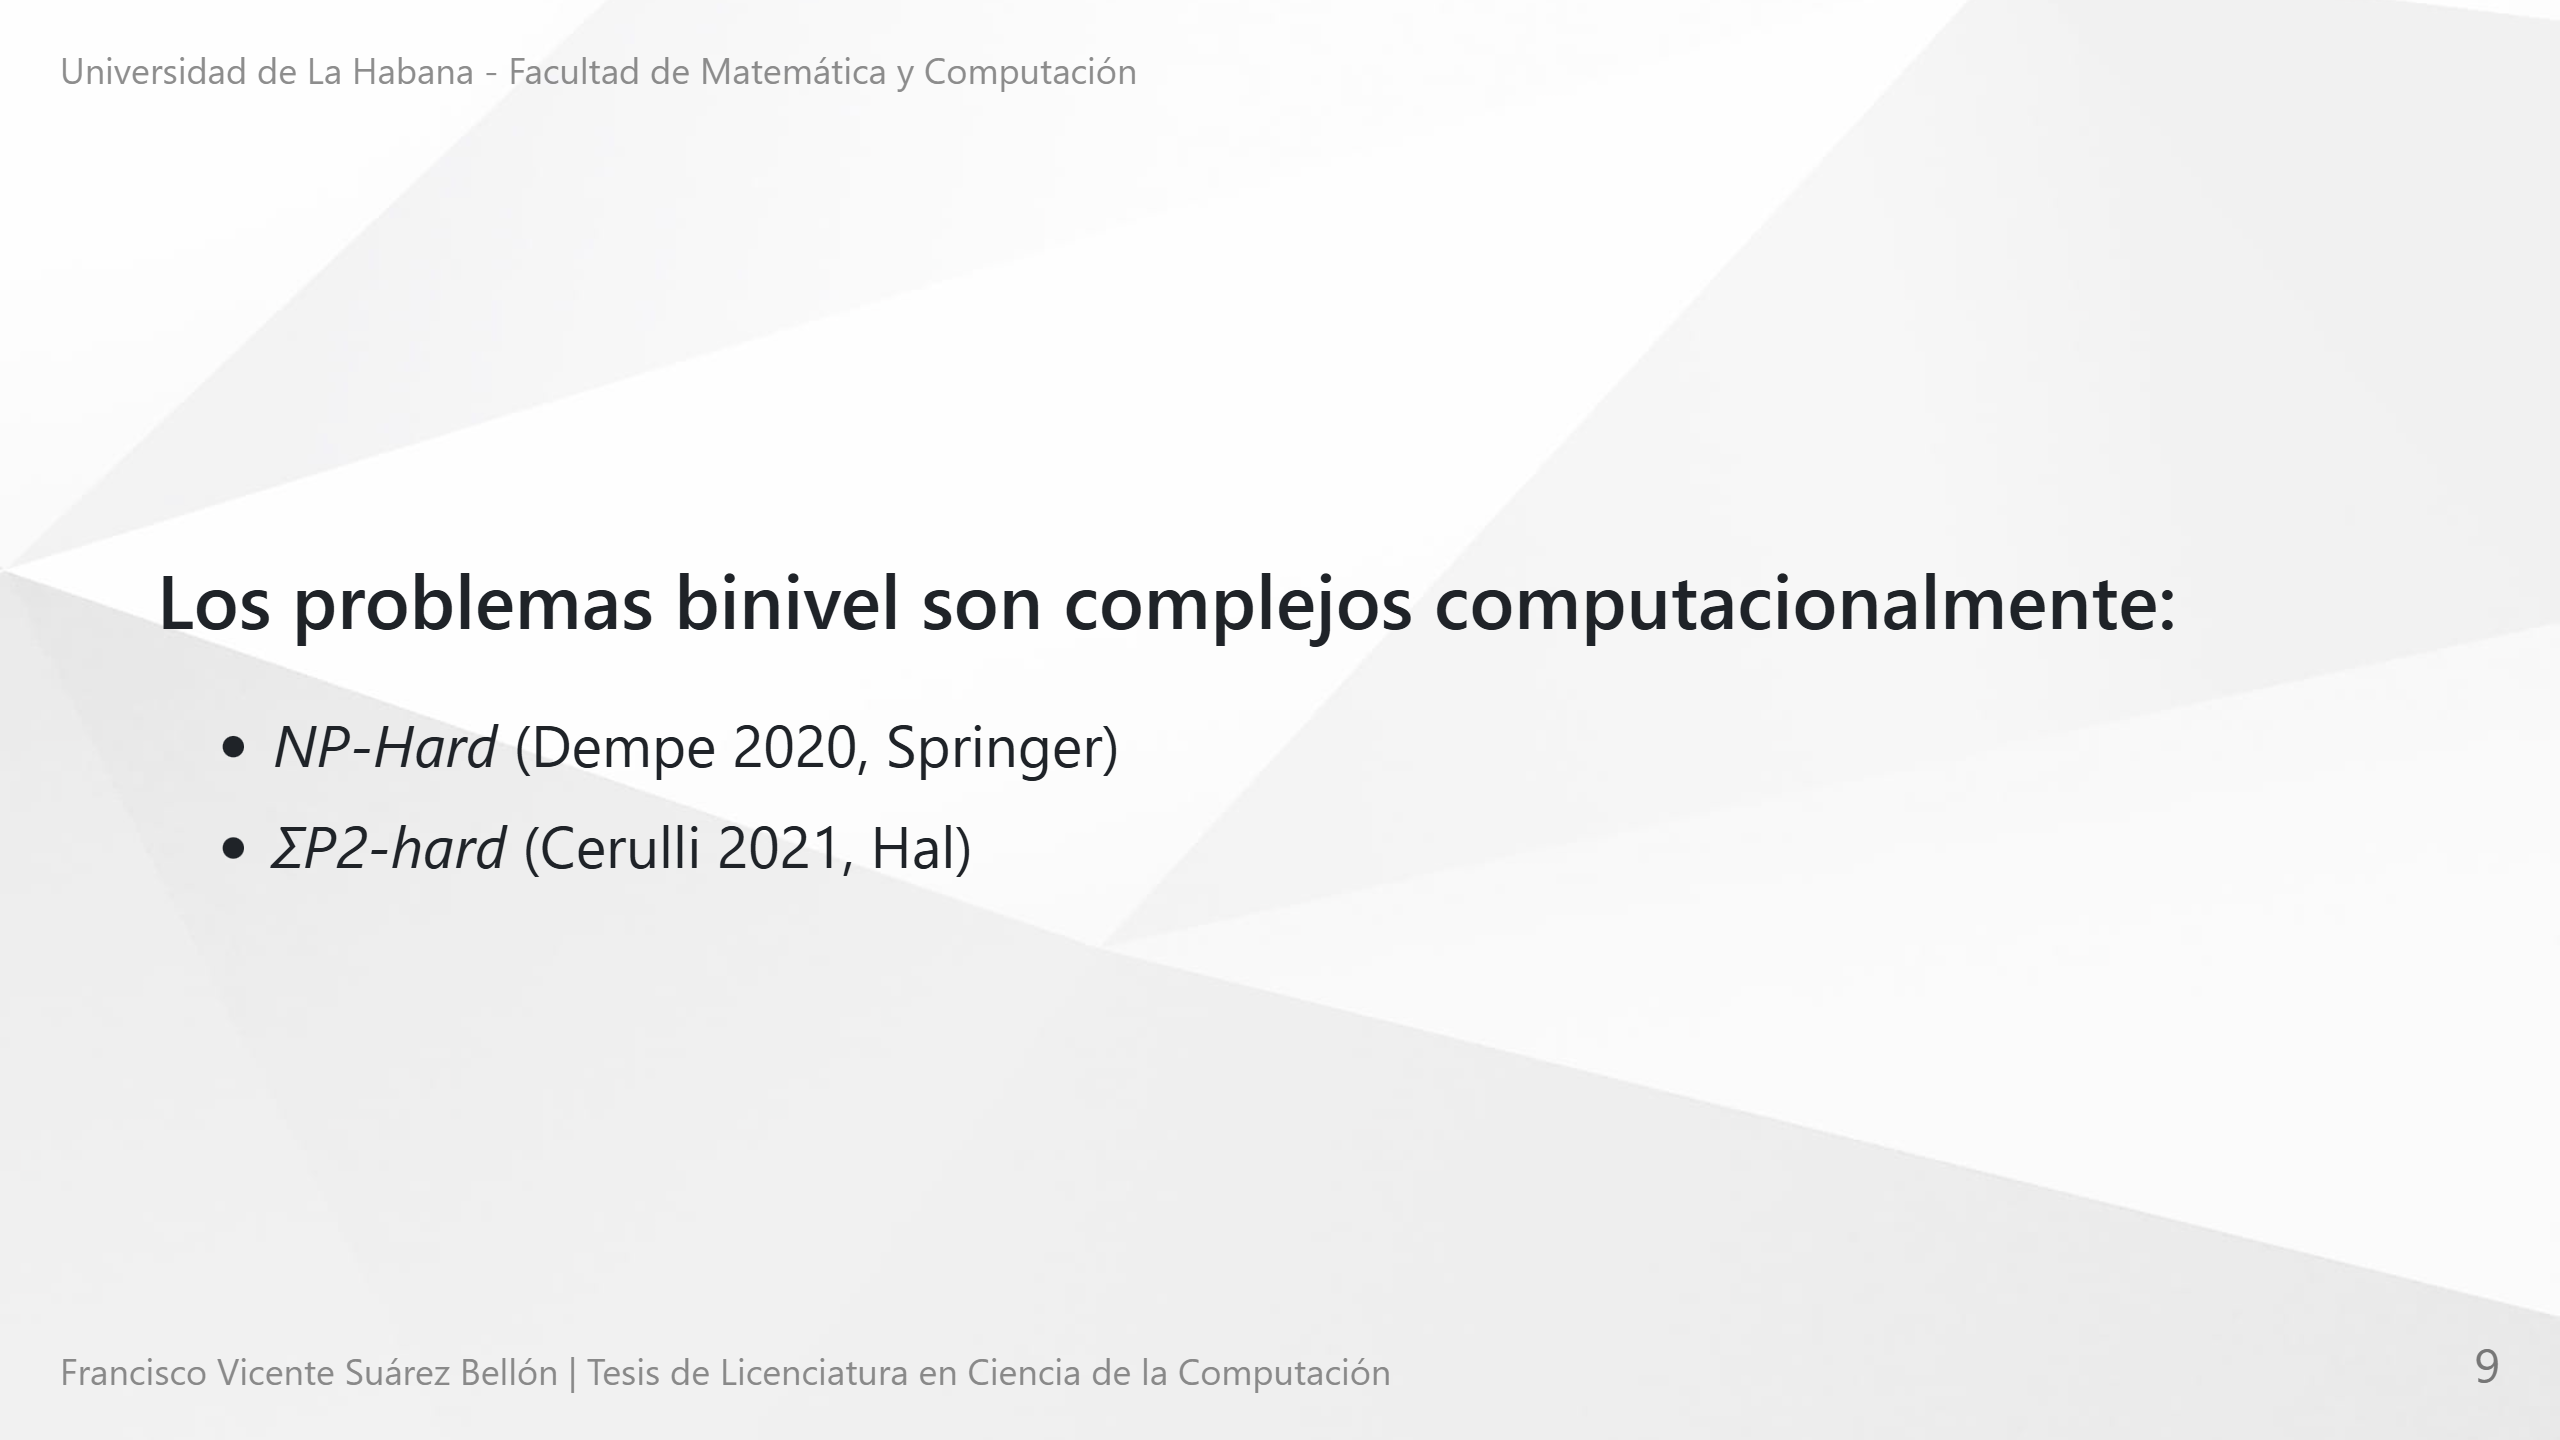 Universidad de La Habana - Facultad de Matemática y Computación
Los problemas binivel son complejos computacionalmente:
• NP-Hard (Dempe 2020, Springer)
• ΣP2-hard (Cerulli 2021, Hal)
Francisco Vicente Suárez Bellón | Tesis de Licenciatura en Ciencia de la Computación
9